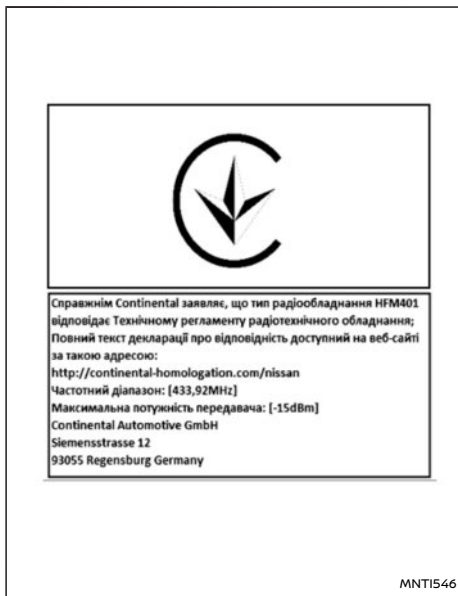 Справжнім Continental заявляє, що тип радіообладнання HFM401
відповідає Технічному регламенту радіотехнічного обладнання;
Повний текст декларації про відповідність доступний на веб-сайті
за такою адресою:
http://continental-homologation.com/nissan
Частотний діапазон: [433,92MHz]
Максимальна потужність передавача: [-15dBm]
Continental Automotive GmbH
Siemensstrasse 12
93055 Regensburg Germany
MNTI546